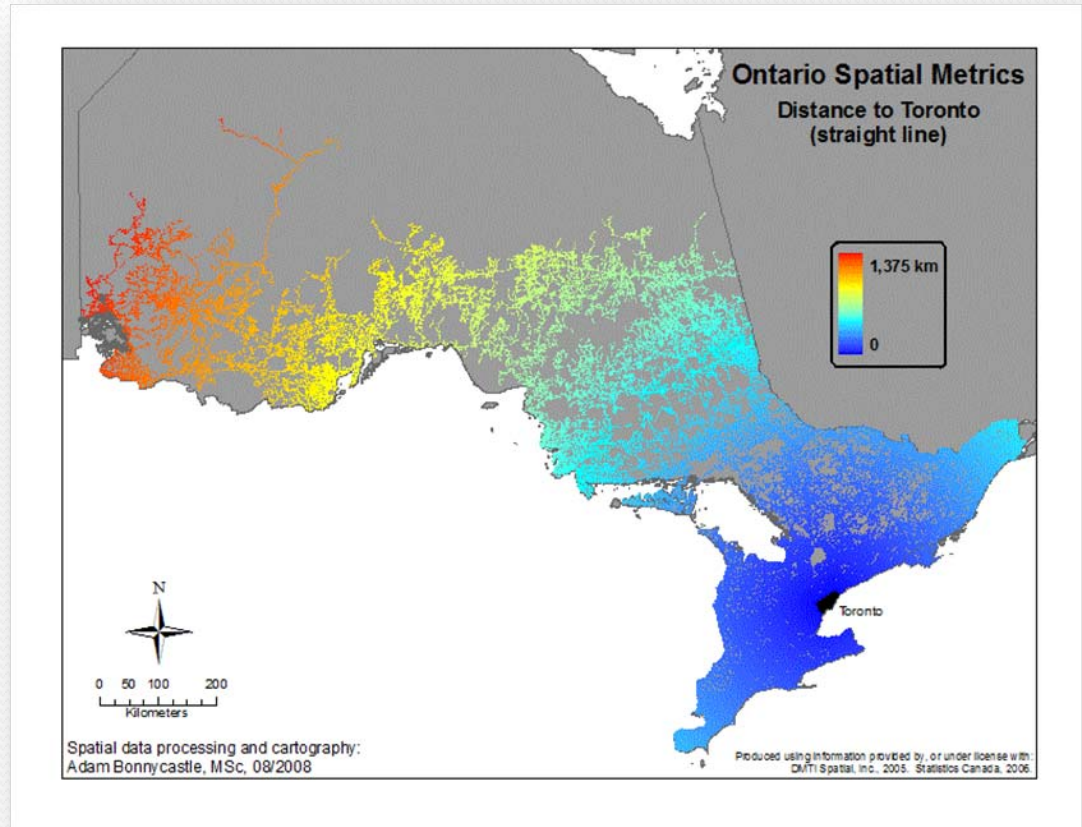 Ontario Spatial Metrics
Distance to Toronto
(straight line)
1,375 km
0
Toronto
N
0 50 100 200
Kilometers
Spatial data processing and cartography:
Adam Bonnycastle, MSc, 08/2008
Produced using information provided by, or under license with:
DMTI Spatial, Inc., 2005. Statistics Canada, 2006.